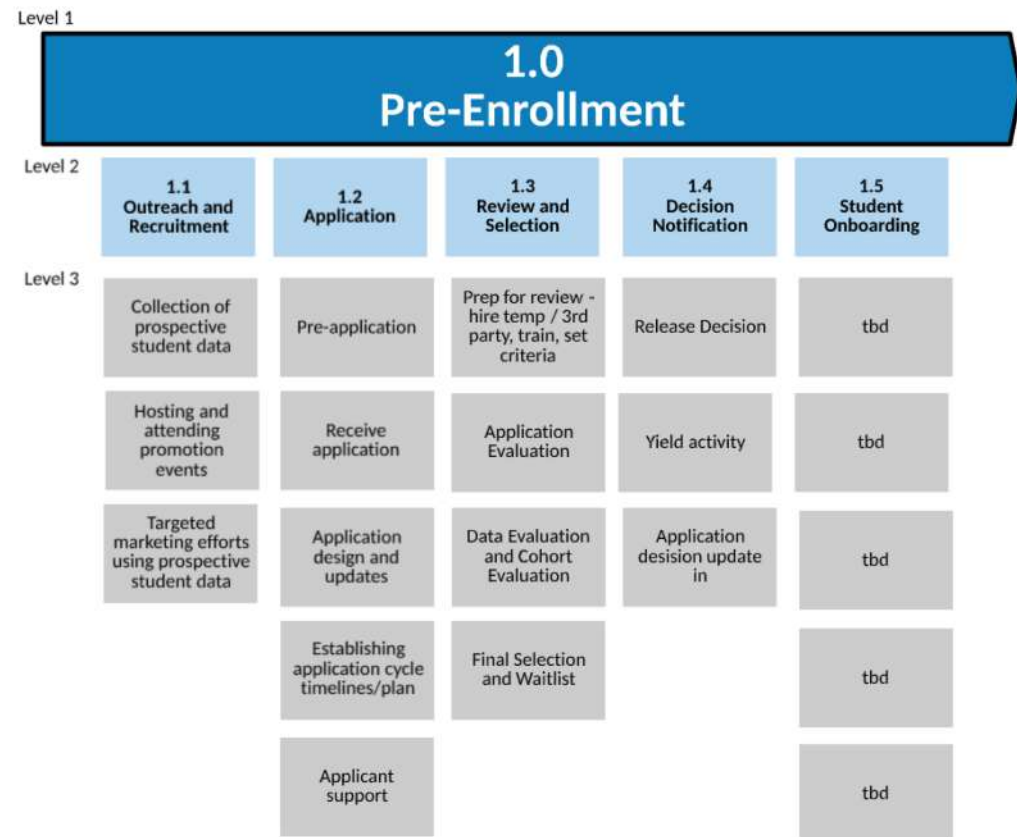 Level 1
1.0
Pre-Enrollment
Level 2
1.1
Outreach and
Recruitment
1.2
Application
1.3
Review and
Selection
1.4
Decision
Notification
1.5
Student
Onboarding
Level 3
Collection of
prospective
student data
Pre-application
Prep for review -
hire temp / 3rd
party, train, set
criteria
Release Decision
tbd
Hosting and
attending
promotion
events
Receive
application
Application
Evaluation
Yield activity
tbd
Targeted
marketing efforts
using prospective
student data
Application
design and
updates
Data Evaluation
and Cohort
Evaluation
Application
desision update
in
tbd
Establishing
application cycle
timelines/plan
Final Selection
and Waitlist
tbd
Applicant
support
tbd